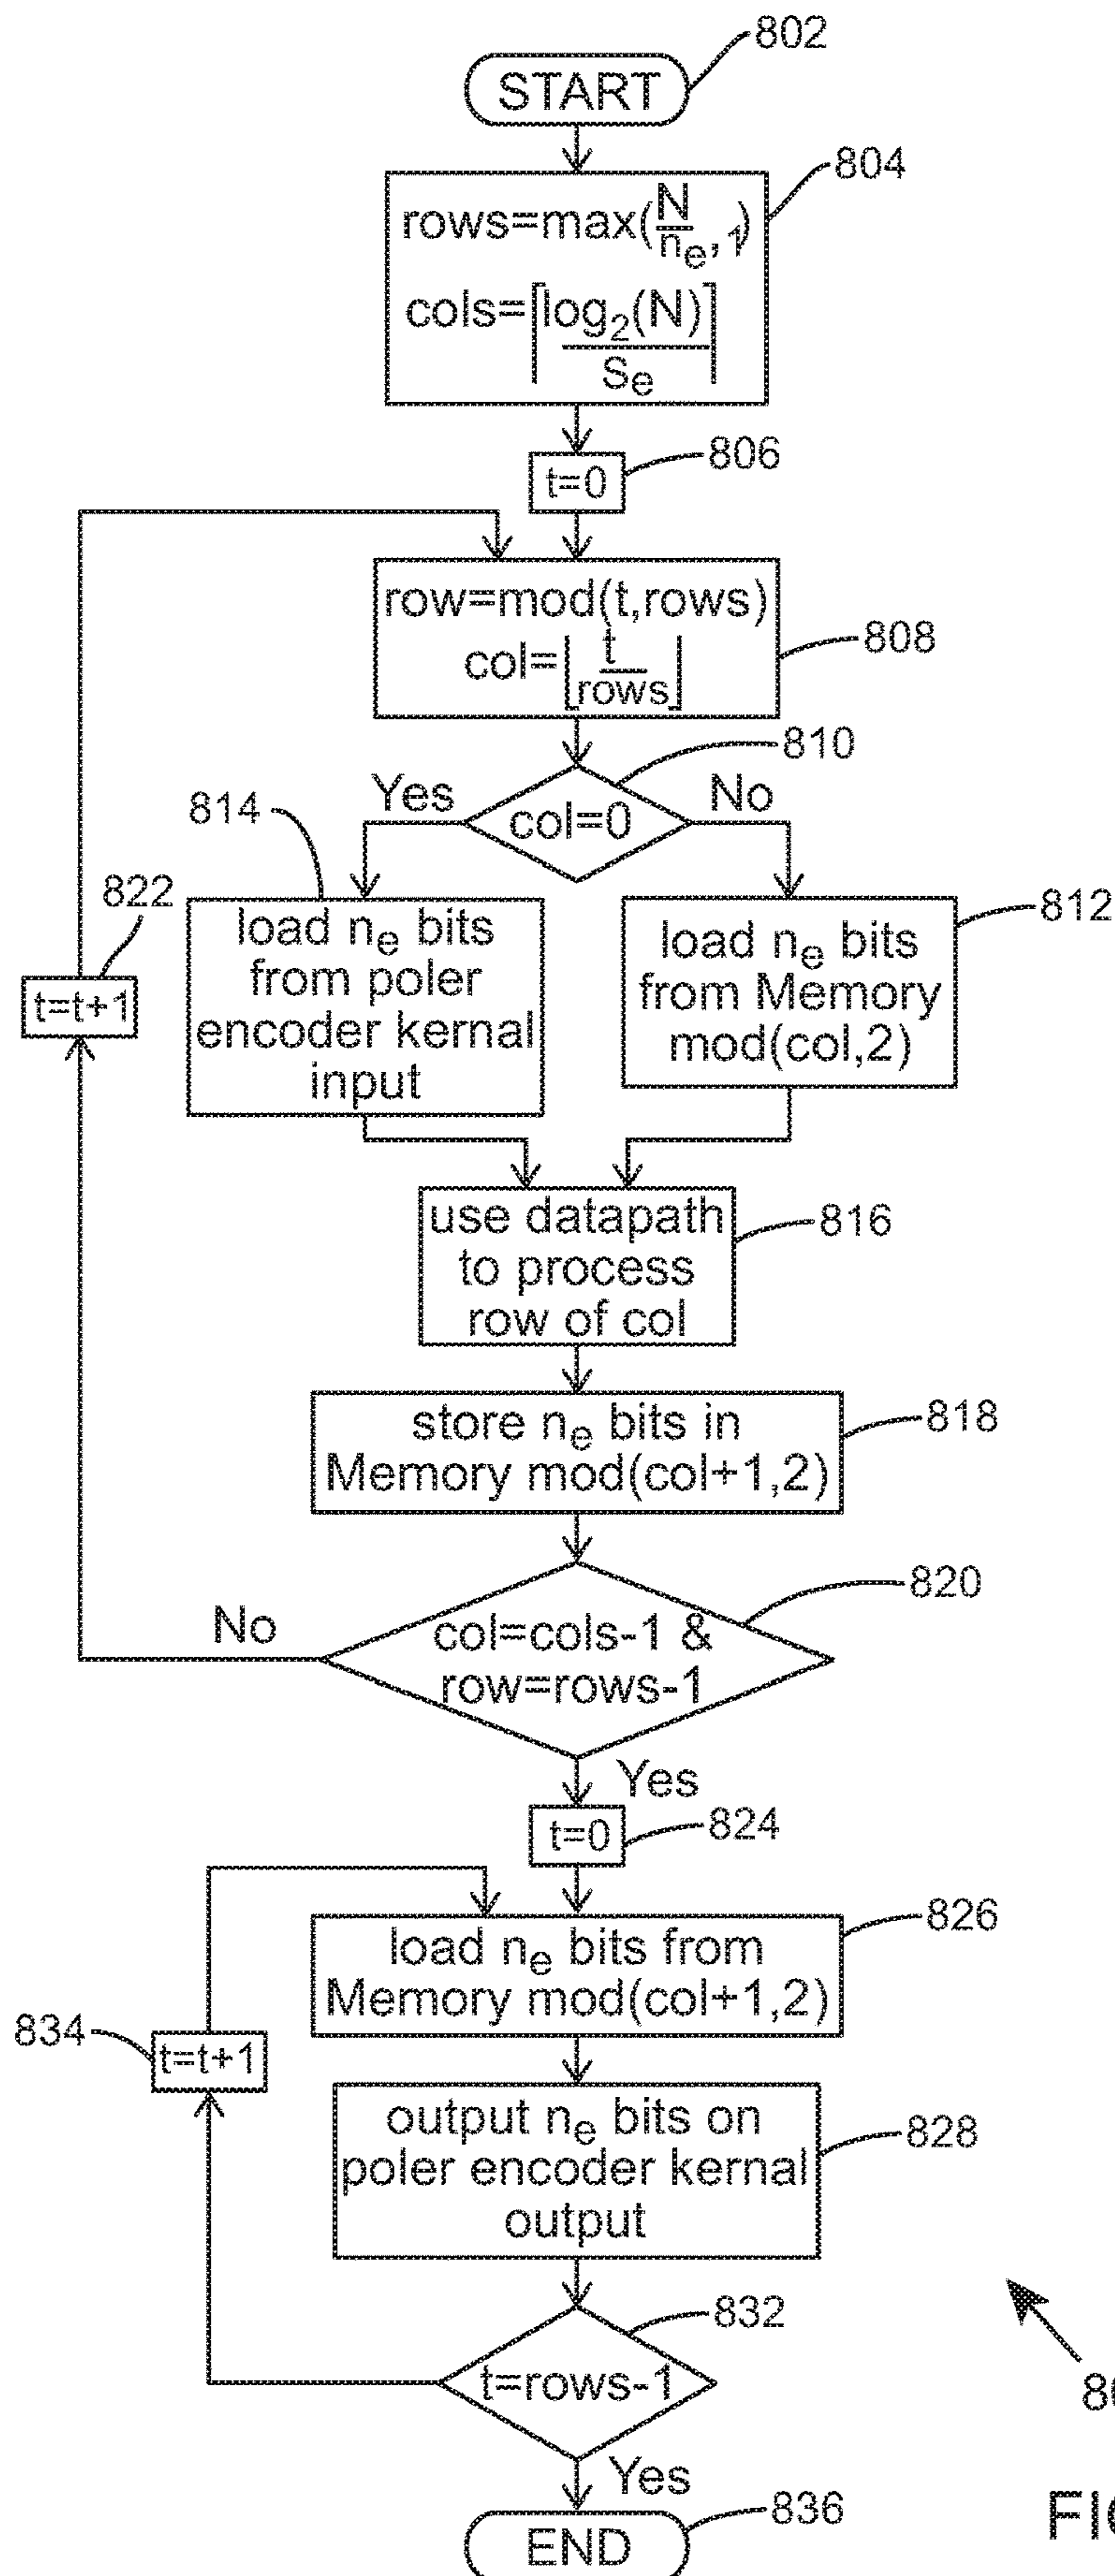 802
START
804
rows=max(N/nₑ,1)
cols=⌈log₂(N)/sₑ⌉
806
t=0
row=mod(t,rows)
col=⌊t/rows⌋
808
810
Yes
No
col=0
814
822
812
load nₑ bits
from poler
encoder kernal
input
load nₑ bits
from Memory
mod(col,2)
t=t+1
use datapath
to process
row of col
816
store nₑ bits in
Memory mod(col+1,2)
818
820
No
col=cols-1 &
row=rows-1
Yes
t=0
824
826
load nₑ bits from
Memory mod(col+1,2)
834
t=t+1
output nₑ bits on
poler encoder kernal
output
828
832
t=rows-1
Yes
836
END